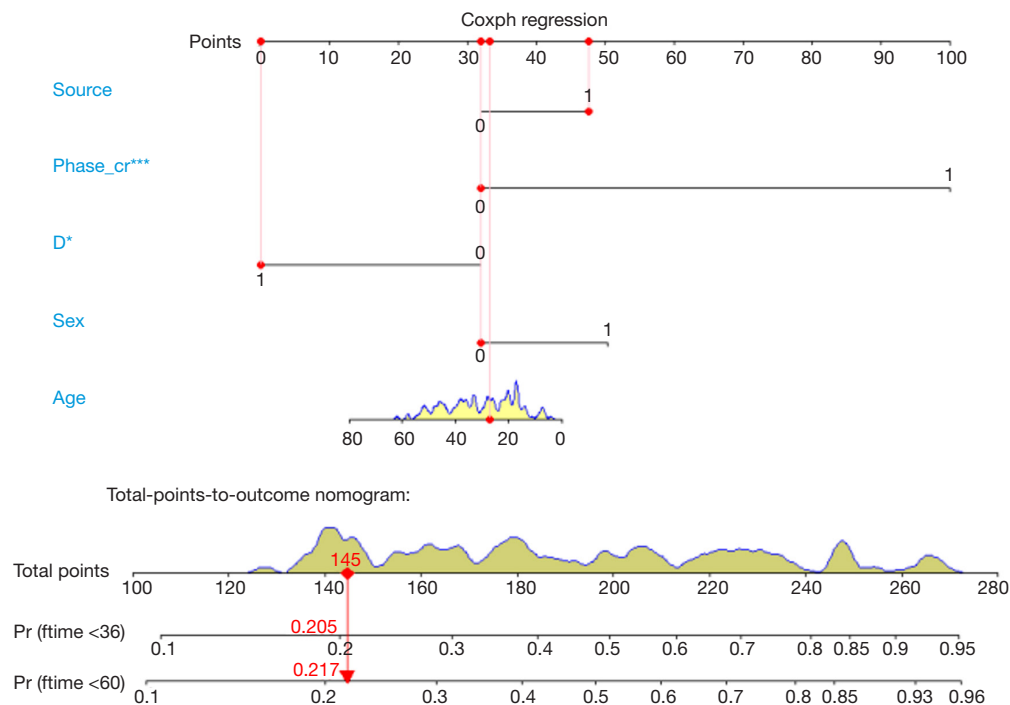 Coxph regression
Points
0 10 20 30 40 50 60 70 80 90 100
Source
1
0
Phase_cr***
1
0
D*
0
1
Sex
1
0
Age
80 60 40 20 0
Total-points-to-outcome nomogram:
145
Total points
100 120 140 160 180 200 220 240 260 280
0.205
Pr (ftime <36)
0.1 0.2 0.3 0.4 0.5 0.6 0.7 0.8 0.85 0.9 0.95
0.217
Pr (ftime <60)
0.1 0.2 0.3 0.4 0.5 0.6 0.7 0.8 0.85 0.93 0.96